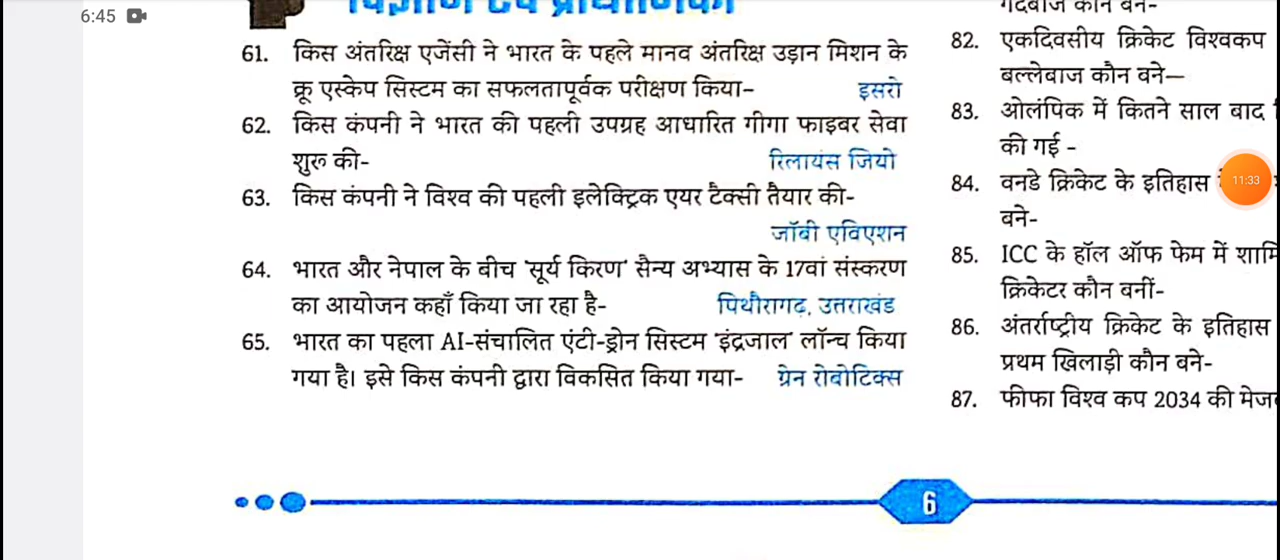 6:45
विज्ञान एवं प्रौद्योगिकी
61. किस अंतरिक्ष एजेंसी ने भारत के पहले मानव अंतरिक्ष उड़ान मिशन के
क्रू एस्केप सिस्टम का सफलतापूर्वक परीक्षण किया- इसरो
62. किस कंपनी ने भारत की पहली उपग्रह आधारित गीगा फाइबर सेवा
शुरू की- रिलायंस जियो
63. किस कंपनी ने विश्व की पहली इलेक्ट्रिक एयर टैक्सी तैयार की-
जॉबी एविएशन
64. भारत और नेपाल के बीच 'सूर्य किरण' सैन्य अभ्यास के 17वां संस्करण
का आयोजन कहाँ किया जा रहा है- पिथौरागढ़, उत्तराखंड
65. भारत का पहला AI-संचालित एंटी-ड्रोन सिस्टम 'इंद्रजाल' लॉन्च किया
गया है। इसे किस कंपनी द्वारा विकसित किया गया- ग्रेन रोबोटिक्स
गेंदबाज कौन बने-
82. एकदिवसीय क्रिकेट विश्वकप
बल्लेबाज कौन बने—
83. ओलंपिक में कितने साल बाद
की गई -
84. वनडे क्रिकेट के इतिहास
11:33
बने-
85. ICC के हॉल ऑफ फेम में
क्रिकेटर कौन बनीं-
86. अंतर्राष्ट्रीय क्रिकेट के इतिहास
प्रथम खिलाड़ी कौन बने-
87. फीफा विश्व कप 2034 की
6